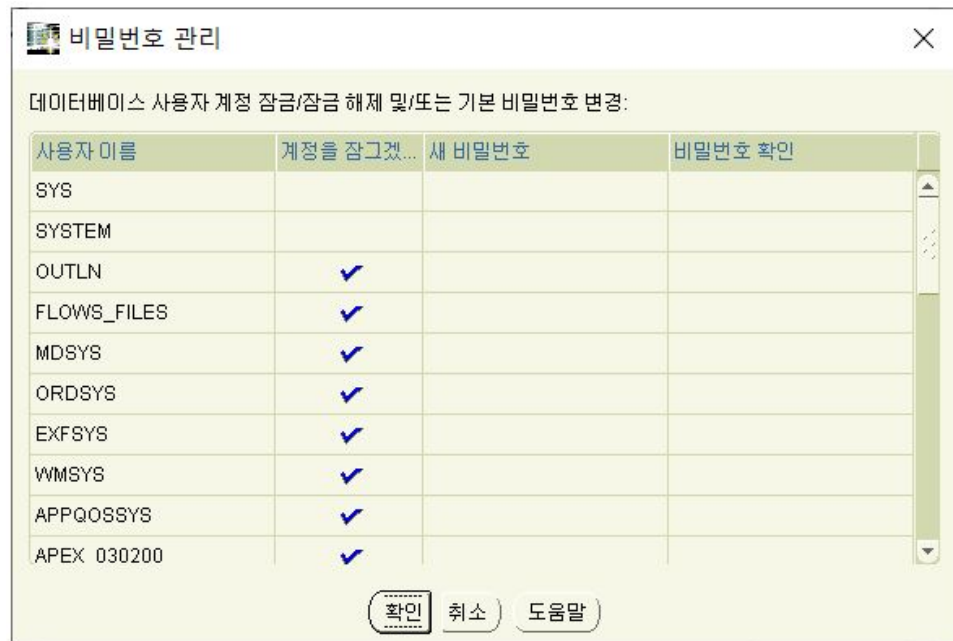 비밀번호 관리
데이터베이스 사용자 계정 잠금/잠금 해제 및/또는 기본 비밀번호 변경:
사용자 이름 계정을 잠그겠... 새 비밀번호 비밀번호 확인
SYS
SYSTEM
OUTLN
FLOWS_FILES
MDSYS
ORDSYS
EXFSYS
WMSYS
APPQOSSYS
APEX_030200
확인 취소 도움말